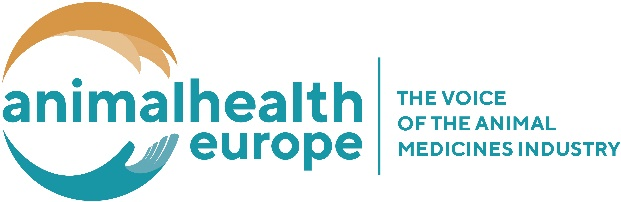 animalhealth
europe
THE VOICE
OF THE ANIMAL
MEDICINES INDUSTRY